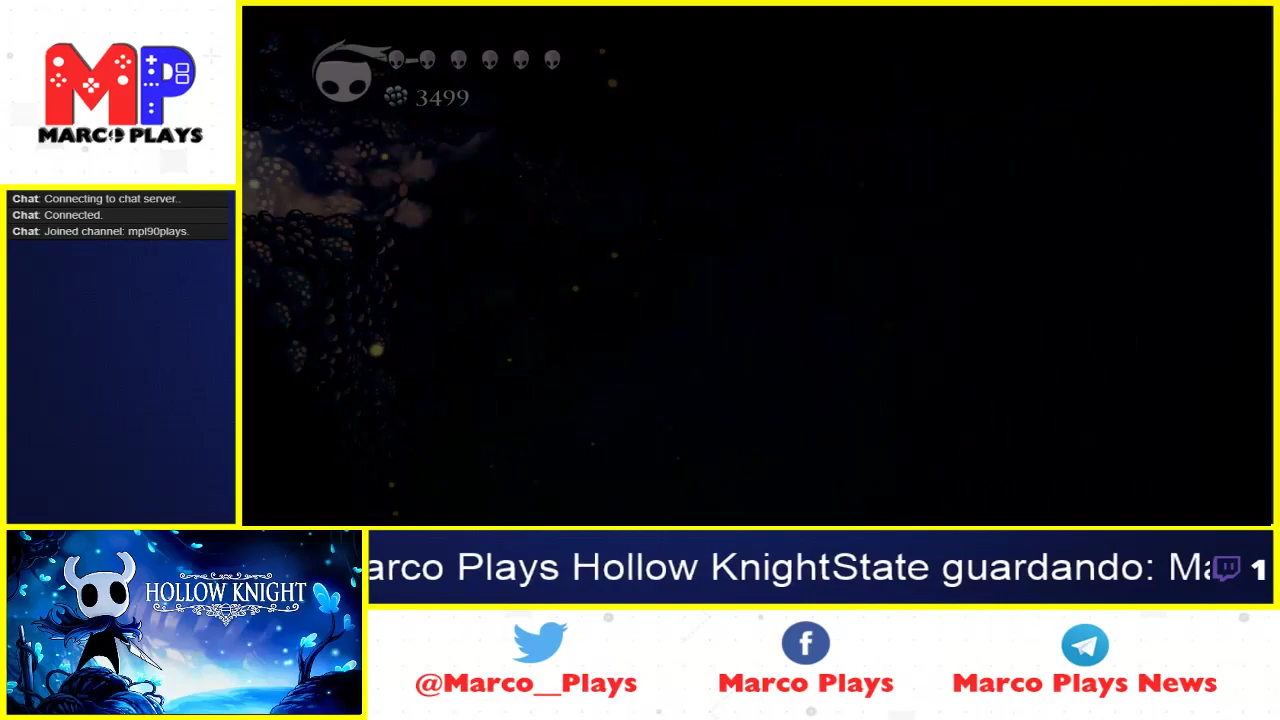 MP
MARCO PLAYS
3499
Chat: Connecting to chat server..
Chat: Connected.
Chat: Joined channel: mpl90plays.
HOLLOW KNIGHT
arco Plays Hollow KnightState guardando: Ma
1
@Marco__Plays
f
Marco Plays
Marco Plays News